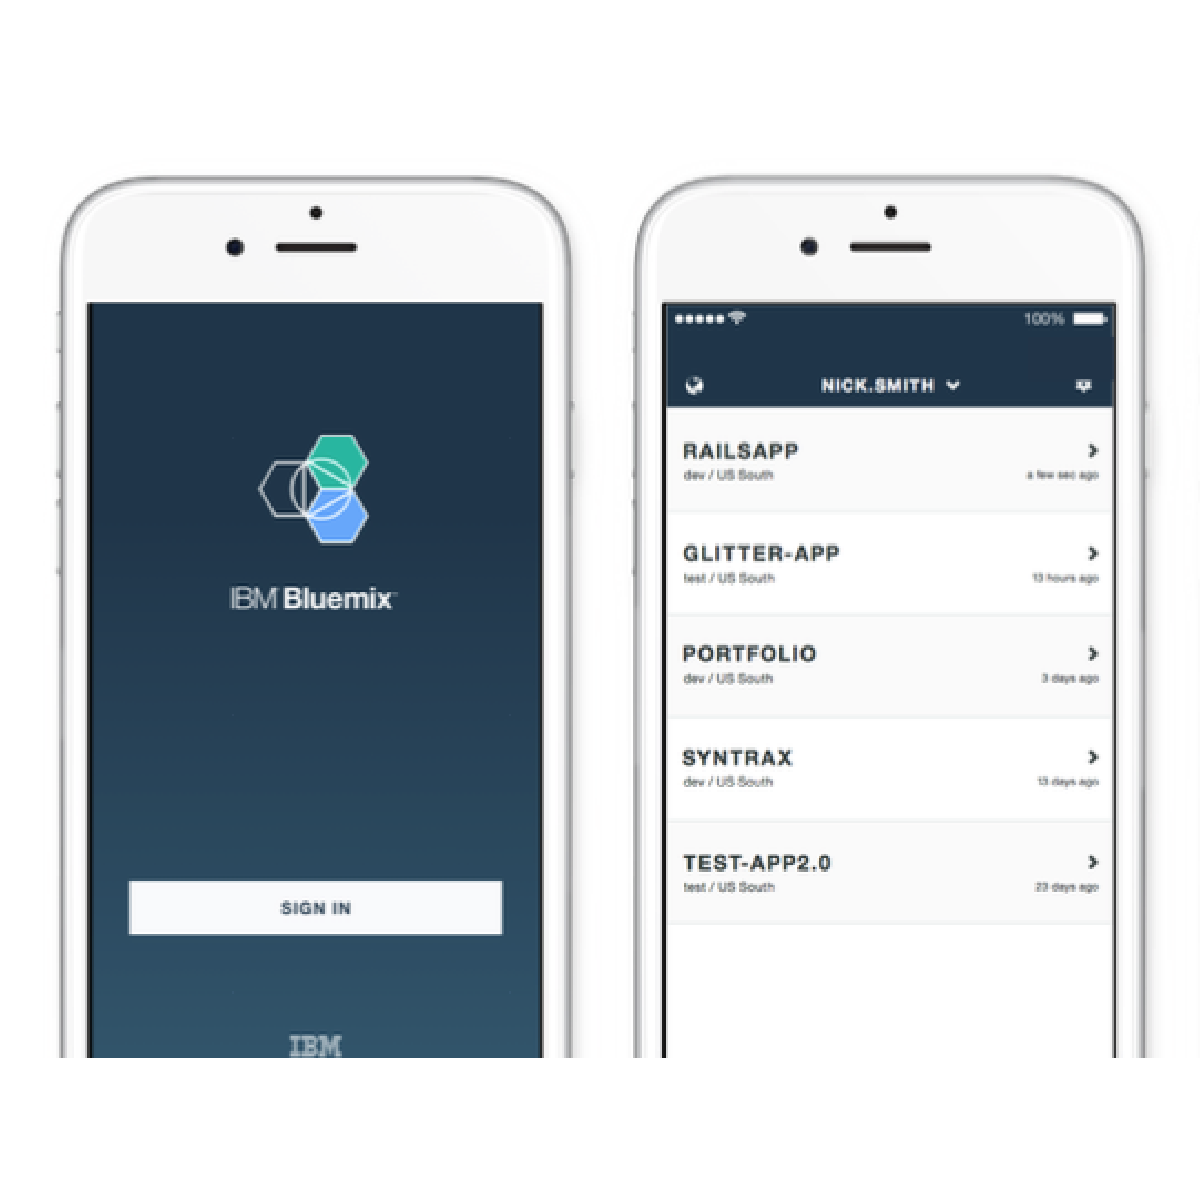 IBM Bluemix
SIGN IN
IBM
100%
NICK.SMITH
RAILSAPP
dev / US South
a few sec ago
GLITTER-APP
test / US South
13 hours ago
PORTFOLIO
dev / US South
3 days ago
SYNTRAX
dev / US South
13 days ago
TEST-APP2.0
test / US South
23 days ago